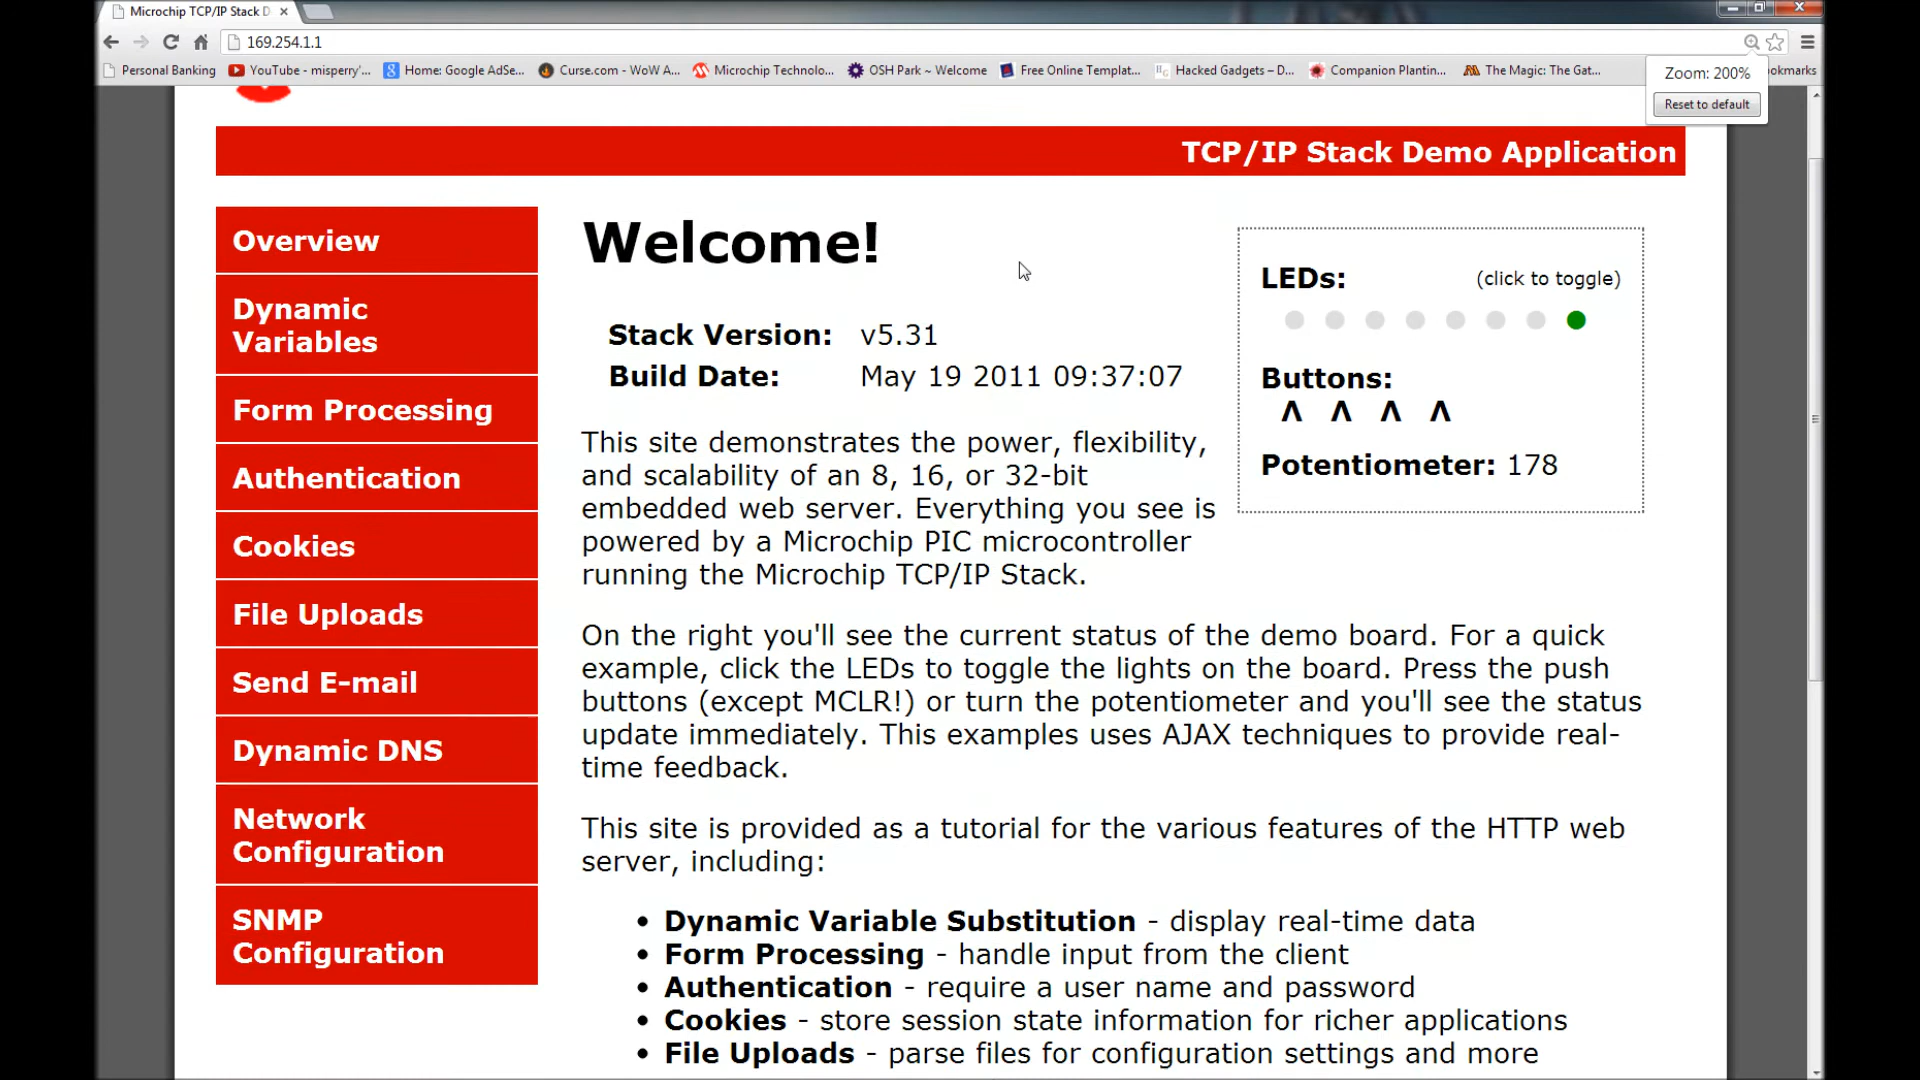 Microchip TCP/IP Stack D
169.254.1.1
Personal Banking
YouTube - misperry'...
Home: Google AdSe...
Curse.com - WoW A...
Microchip Technolo...
OSH Park ~ Welcome
Free Online Templat...
Hacked Gadgets – D...
Companion Plantin...
The Magic: The Gat...
ookmarks
Zoom: 200%
Reset to default
TCP/IP Stack Demo Application
Overview
Dynamic
Variables
Form Processing
Authentication
Cookies
File Uploads
Send E-mail
Dynamic DNS
Network
Configuration
SNMP
Configuration
Welcome!
Stack Version: v5.31
Build Date: May 19 2011 09:37:07
This site demonstrates the power, flexibility,
and scalability of an 8, 16, or 32-bit
embedded web server. Everything you see is
powered by a Microchip PIC microcontroller
running the Microchip TCP/IP Stack.
LEDs: (click to toggle)
Buttons:
Λ Λ Λ Λ
Potentiometer: 178
On the right you'll see the current status of the demo board. For a quick
example, click the LEDs to toggle the lights on the board. Press the push
buttons (except MCLR!) or turn the potentiometer and you'll see the status
update immediately. This examples uses AJAX techniques to provide real-
time feedback.
This site is provided as a tutorial for the various features of the HTTP web
server, including:
• Dynamic Variable Substitution - display real-time data
• Form Processing - handle input from the client
• Authentication - require a user name and password
• Cookies - store session state information for richer applications
• File Uploads - parse files for configuration settings and more